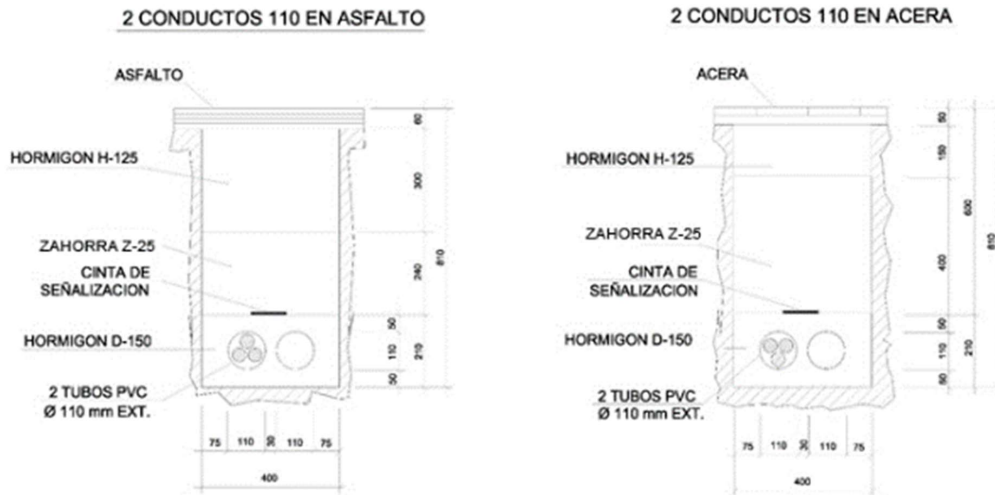 2 CONDUCTOS 110 EN ASFALTO
ASFALTO
HORMIGON H-125
ZAHORRA Z-25
CINTA DE
SEÑALIZACION
HORMIGON D-150
2 TUBOS PVC
Ø 110 mm EXT.
60
300
240
50
110
50
210
810
75 110 30 110 75
400
2 CONDUCTOS 110 EN ACERA
ACERA
HORMIGON H-125
ZAHORRA Z-25
CINTA DE
SEÑALIZACION
HORMIGON D-150
2 TUBOS PVC
Ø 110 mm EXT.
50
150
400
50
110
50
600
210
810
75 110 30 110 75
400